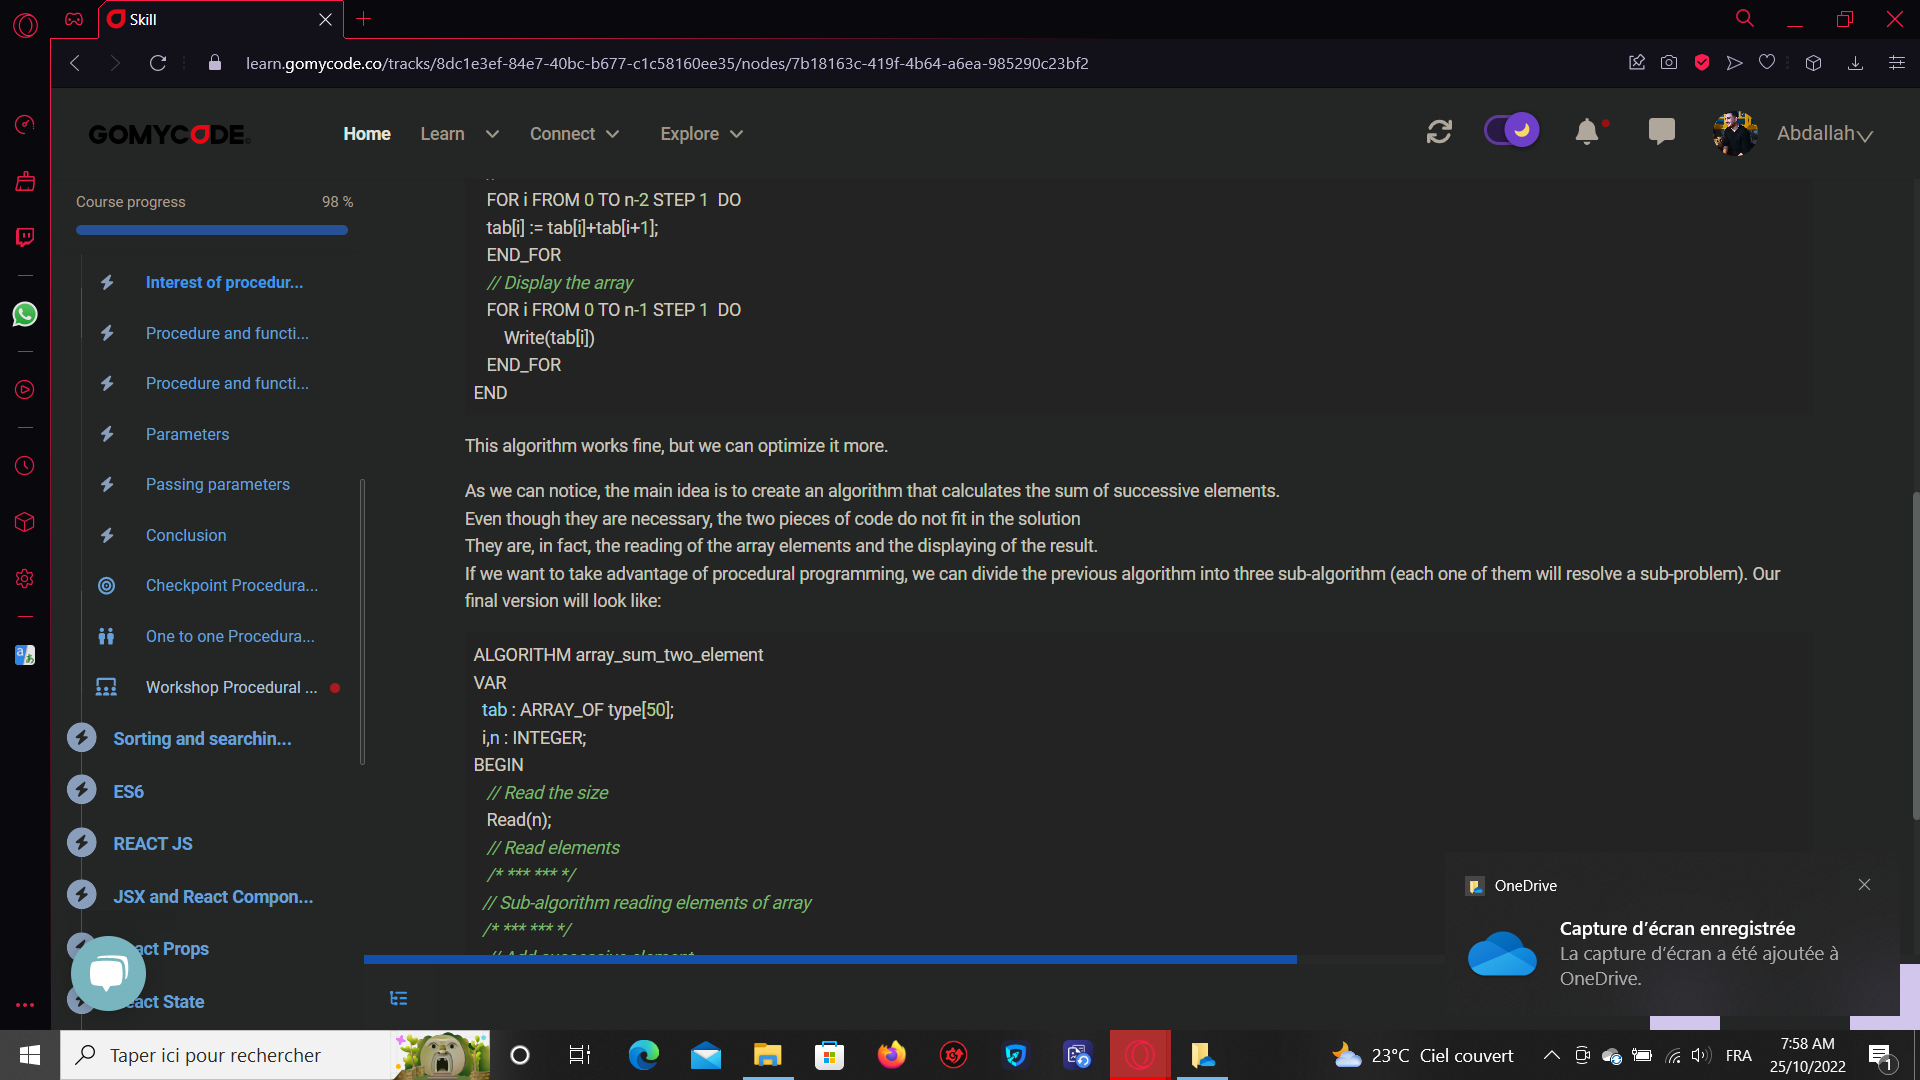 Skill
learn.gomycode.co/tracks/8dc1e3ef-84e7-40bc-b677-c1c58160ee35/nodes/7b18163c-419f-4b64-a6ea-985290c23bf2
GOMYCODE
Home
Learn
Connect
Explore
Abdallah
Course progress
98 %
Interest of procedur...
Procedure and functi...
Procedure and functi...
Parameters
Passing parameters
Conclusion
Checkpoint Procedura...
One to one Procedura...
Workshop Procedural ...
Sorting and searchin...
ES6
REACT JS
JSX and React Compon...
act Props
eact State
FOR i FROM 0 TO n-2 STEP 1 DO
tab[i] := tab[i]+tab[i+1];
END_FOR
// Display the array
FOR i FROM 0 TO n-1 STEP 1 DO
Write(tab[i])
END_FOR
END
This algorithm works fine, but we can optimize it more.
As we can notice, the main idea is to create an algorithm that calculates the sum of successive elements.
Even though they are necessary, the two pieces of code do not fit in the solution
They are, in fact, the reading of the array elements and the displaying of the result.
If we want to take advantage of procedural programming, we can divide the previous algorithm into three sub-algorithm (each one of them will resolve a sub-problem). Our
final version will look like:
ALGORITHM array_sum_two_element
VAR
tab : ARRAY_OF type[50];
i,n : INTEGER;
BEGIN
// Read the size
Read(n);
// Read elements
/* *** *** */
// Sub-algorithm reading elements of array
/* *** *** */
// Add successive element
OneDrive
Capture d'écran enregistrée
La capture d'écran a été ajoutée à
OneDrive.
Taper ici pour rechercher
23°C Ciel couvert
FRA
7:58 AM
25/10/2022
1